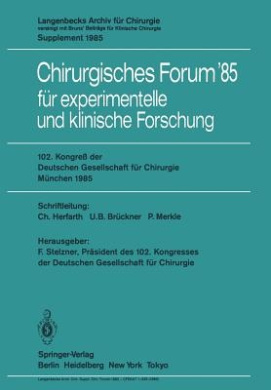 Langenbecks Archiv für Chirurgie
vereinigt mit Bruns' Beiträge für Klinische Chirurgie
Supplement 1985
Chirurgisches Forum '85
für experimentelle
und klinische Forschung
102. Kongreß der
Deutschen Gesellschaft für Chirurgie
München 1985
Schriftleitung:
Ch. Herfarth U.B. Brückner P. Merkle
Herausgeber:
F. Stelzner, Präsident des 102. Kongresses
der Deutschen Gesellschaft für Chirurgie
Springer-Verlag
Berlin Heidelberg New York Tokyo